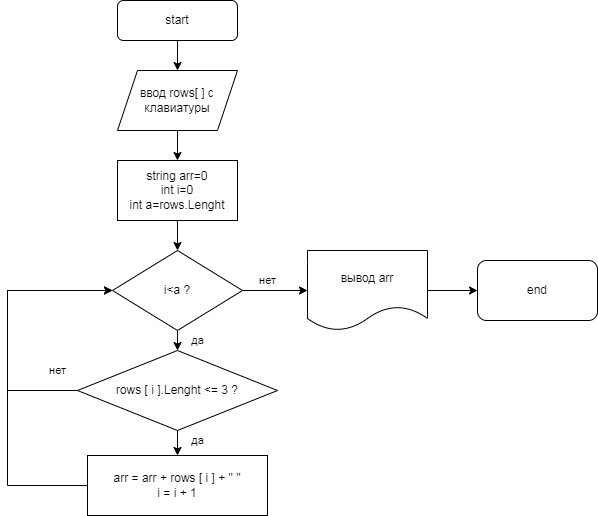 start
ввод rows[ ] с
клавиатуры
string arr=0
int i=0
int a=rows.Lenght
i<a ?
нет
вывод arr
end
да
нет
rows [ i ].Lenght <= 3 ?
да
arr = arr + rows [ i ] + " "
i = i + 1